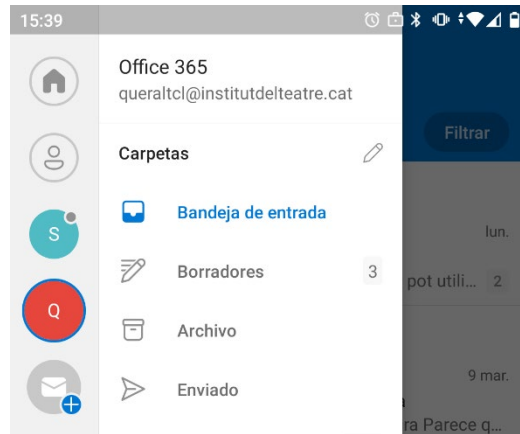 15:39
Office 365
queraltcl@institutdelteatre.cat
Filtrar
Carpetas
S
Bandeja de entrada
lun.
Borradores
3
pot utili... 2
Q
Archivo
9 mar.
Enviado
ra Parece q...